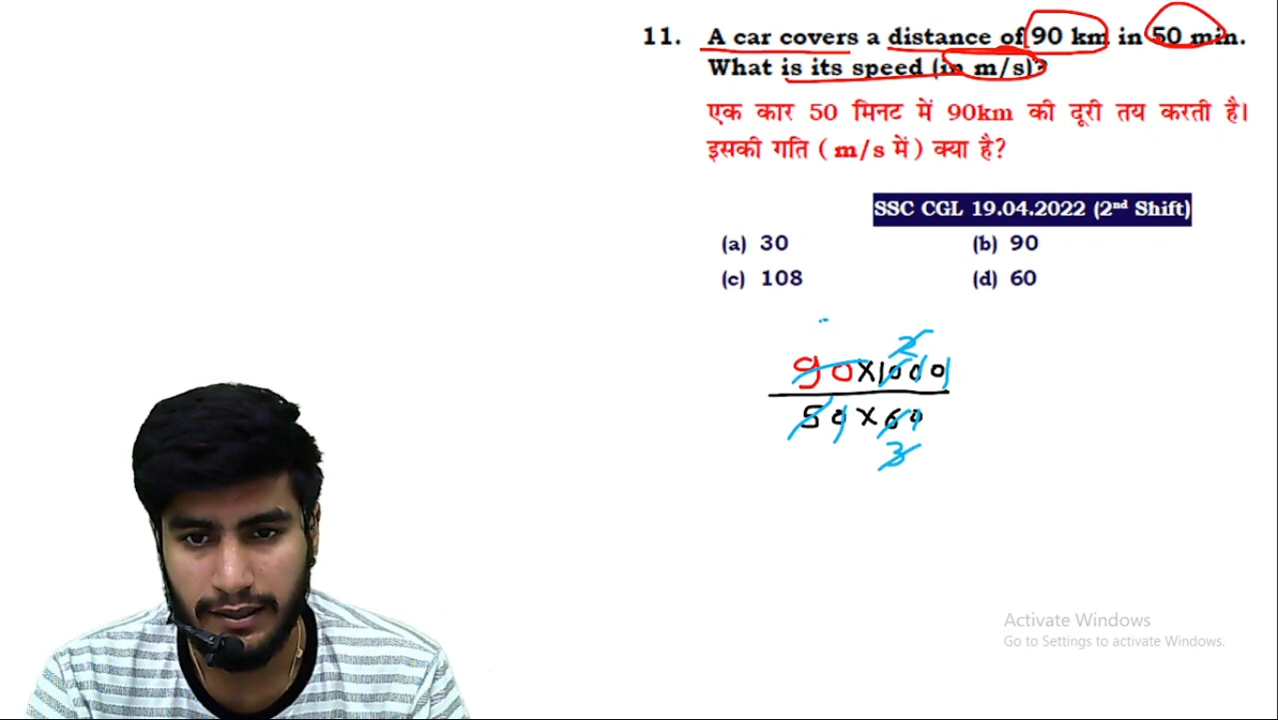 11. A car covers a distance of 90 km in 50 min.
What is its speed (in m/s)?
एक कार 50 मिनट में 90km की दूरी तय करती है।
इसकी गति ( m/s में ) क्या है?
SSC CGL 19.04.2022 (2nd Shift)
(a) 30 (b) 90
(c) 108 (d) 60
2
90×1000
50×60
3
Activate Windows
Go to Settings to activate Windows.